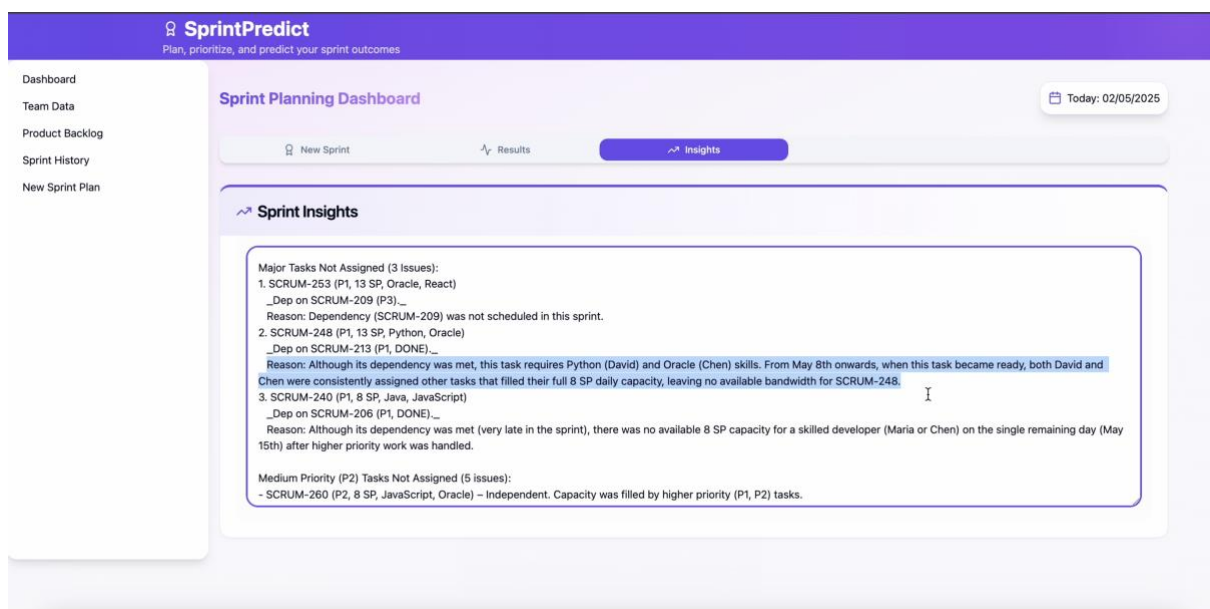 SprintPredict
Plan, prioritize, and predict your sprint outcomes
Dashboard
Team Data
Product Backlog
Sprint History
New Sprint Plan
Sprint Planning Dashboard
Today: 02/05/2025
New Sprint
Results
Insights
Sprint Insights
Major Tasks Not Assigned (3 Issues):
1. SCRUM-253 (P1, 13 SP, Oracle, React)
_Dep on SCRUM-209 (P3)._
Reason: Dependency (SCRUM-209) was not scheduled in this sprint.
2. SCRUM-248 (P1, 13 SP, Python, Oracle)
_Dep on SCRUM-213 (P1, DONE)._
Reason: Although its dependency was met, this task requires Python (David) and Oracle (Chen) skills. From May 8th onwards, when this task became ready, both David and
Chen were consistently assigned other tasks that filled their full 8 SP daily capacity, leaving no available bandwidth for SCRUM-248.
3. SCRUM-240 (P1, 8 SP, Java, JavaScript)
_Dep on SCRUM-206 (P1, DONE)._
Reason: Although its dependency was met (very late in the sprint), there was no available 8 SP capacity for a skilled developer (Maria or Chen) on the single remaining day (May
15th) after higher priority work was handled.
Medium Priority (P2) Tasks Not Assigned (5 issues):
- SCRUM-260 (P2, 8 SP, JavaScript, Oracle) – Independent. Capacity was filled by higher priority (P1, P2) tasks.